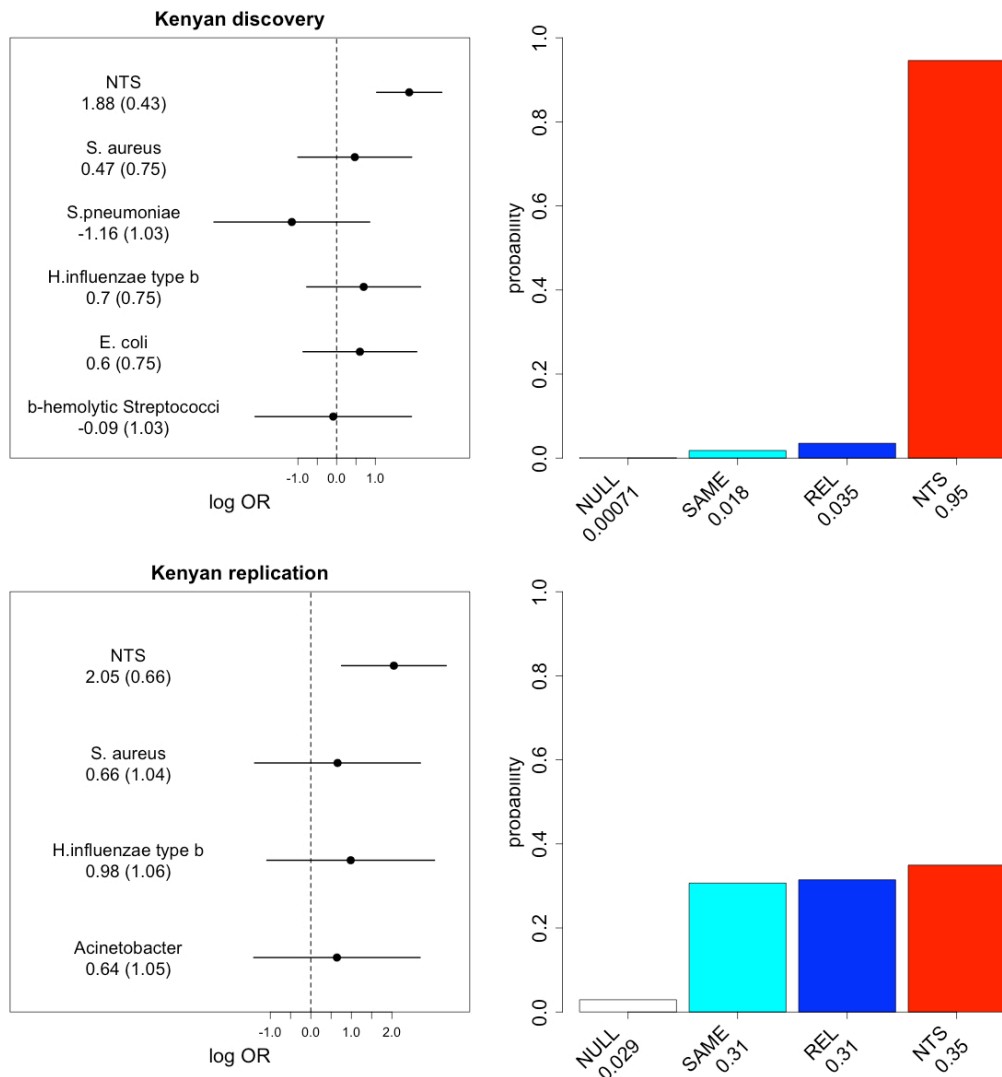 Kenyan discovery
NTS
1.88 (0.43)
S. aureus
0.47 (0.75)
S.pneumoniae
-1.16 (1.03)
H.influenzae type b
0.7 (0.75)
E. coli
0.6 (0.75)
b-hemolytic Streptococci
-0.09 (1.03)
-1.0 0.0 1.0
log OR
probability
0.0 0.2 0.4 0.6 0.8 1.0
NULL
0.00071
SAME
0.018
REL
0.035
NTS
0.95
Kenyan replication
NTS
2.05 (0.66)
S. aureus
0.66 (1.04)
H.influenzae type b
0.98 (1.06)
Acinetobacter
0.64 (1.05)
-1.0 0.0 1.0 2.0
log OR
probability
0.0 0.2 0.4 0.6 0.8 1.0
NULL
0.029
SAME
0.31
REL
0.31
NTS
0.35